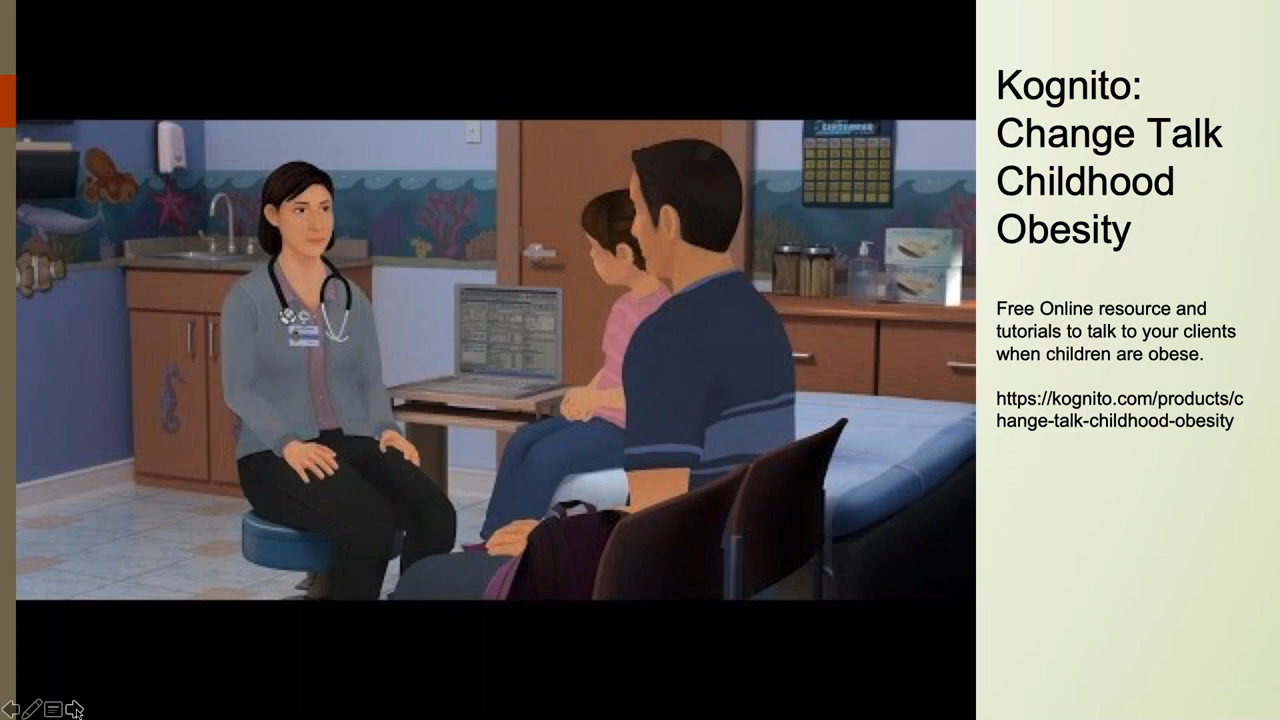 SEPTEMBER
Kognito:
Change Talk
Childhood
Obesity
Free Online resource and
tutorials to talk to your clients
when children are obese.
https://kognito.com/products/c
hange-talk-childhood-obesity